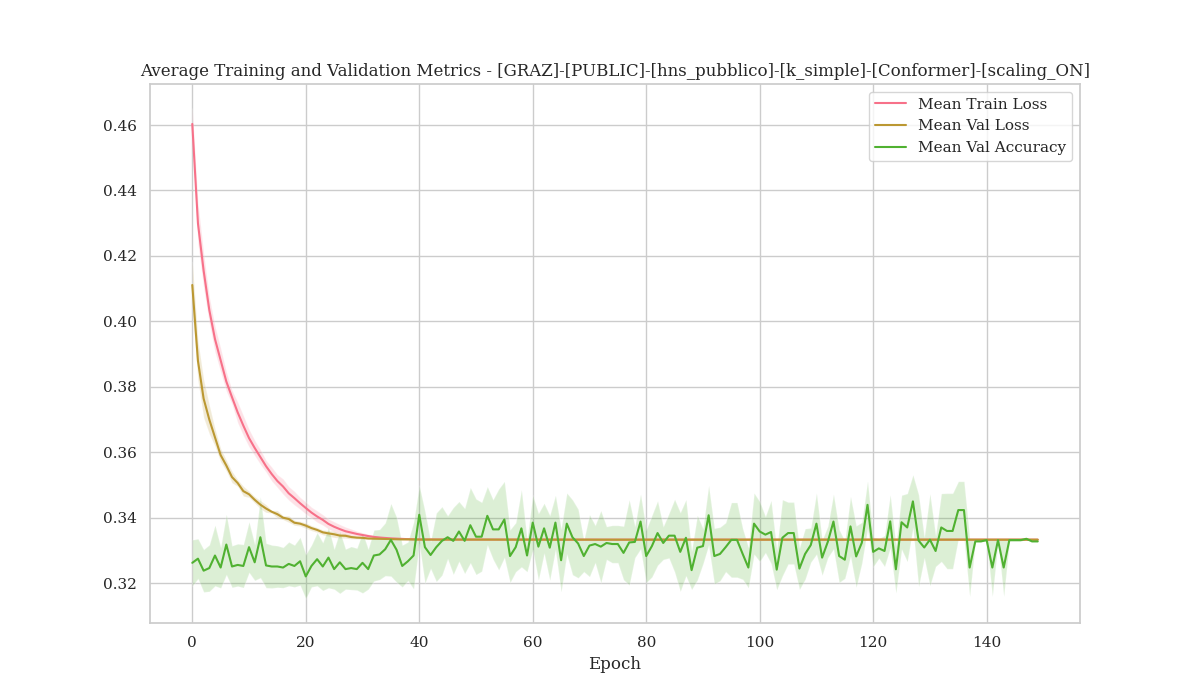 Average Training and Validation Metrics - [GRAZ]-[PUBLIC]-[hns_pubblico]-[k_simple]-[Conformer]-[scaling_ON]
Mean Train Loss
Mean Val Loss
Mean Val Accuracy
0.46
0.44
0.42
0.40
0.38
0.36
0.34
0.32
0 20 40 60 80 100 120 140
Epoch